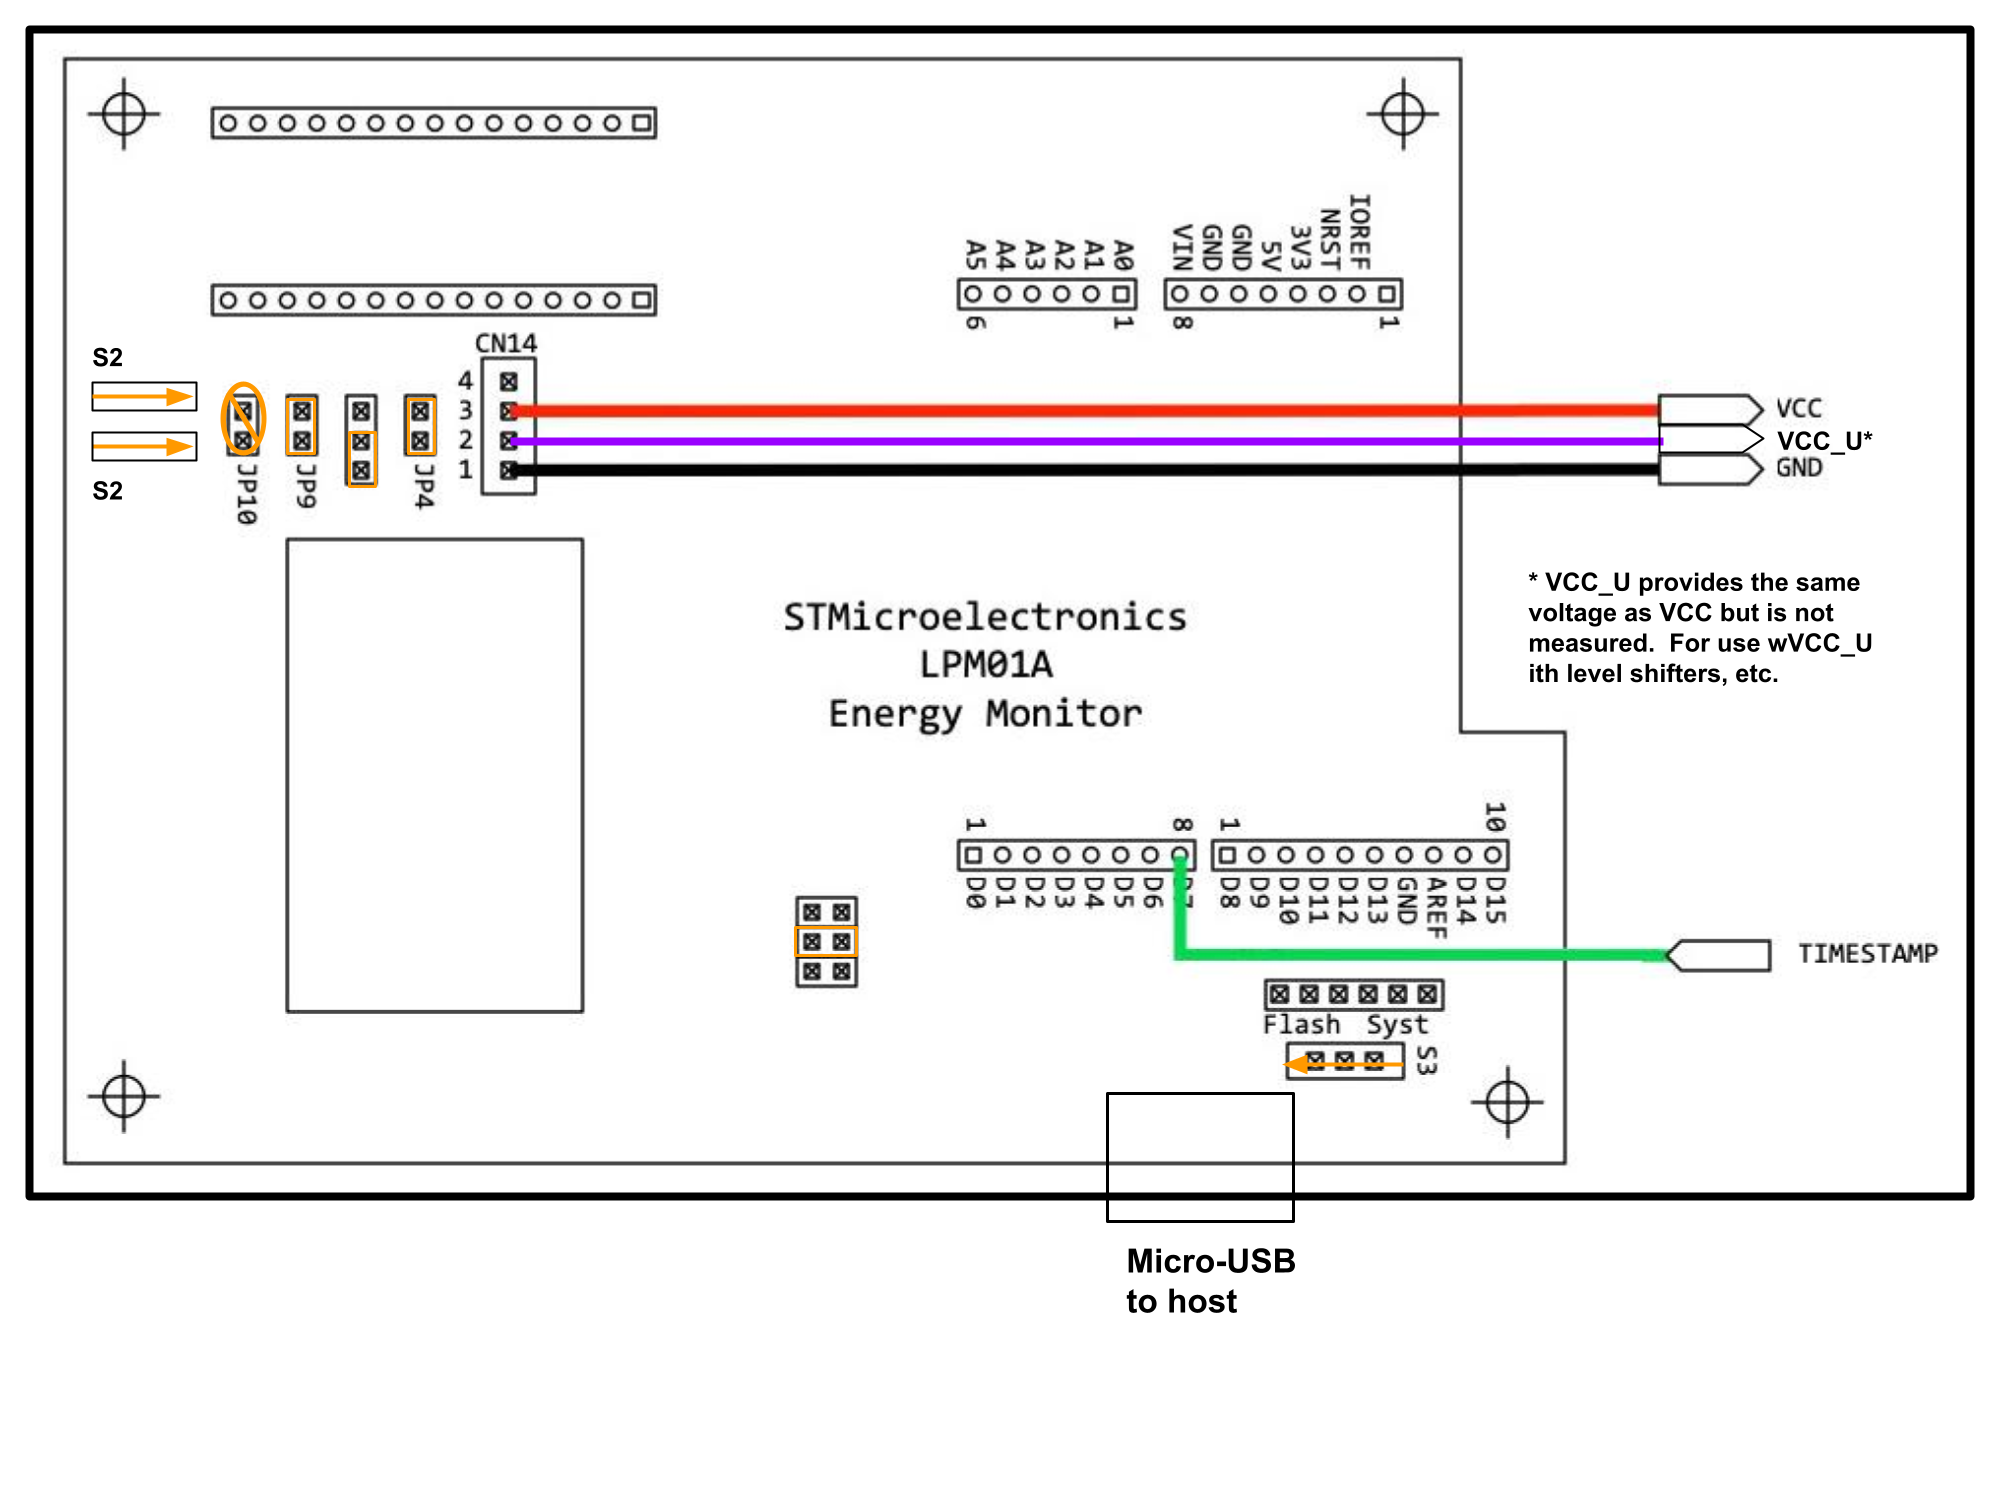 IOREF
NRST
3V3
5V
GND
GND
VIN
A0
A1
A2
A3
A4
A5
6
1
8
1
CN14
S2
4
3
2
1
S2
JP10
JP9
JP4
VCC
VCC_U*
GND
* VCC_U provides the same
voltage as VCC but is not
measured. For use wVCC_U
ith level shifters, etc.
STMicroelectronics
LPM01A
Energy Monitor
1
8
1
10
D0
D1
D2
D3
D4
D5
D6
D7
D8
D9
D10
D11
D12
D13
GND
AREF
D14
D15
TIMESTAMP
Flash Syst
S3
Micro-USB
to host